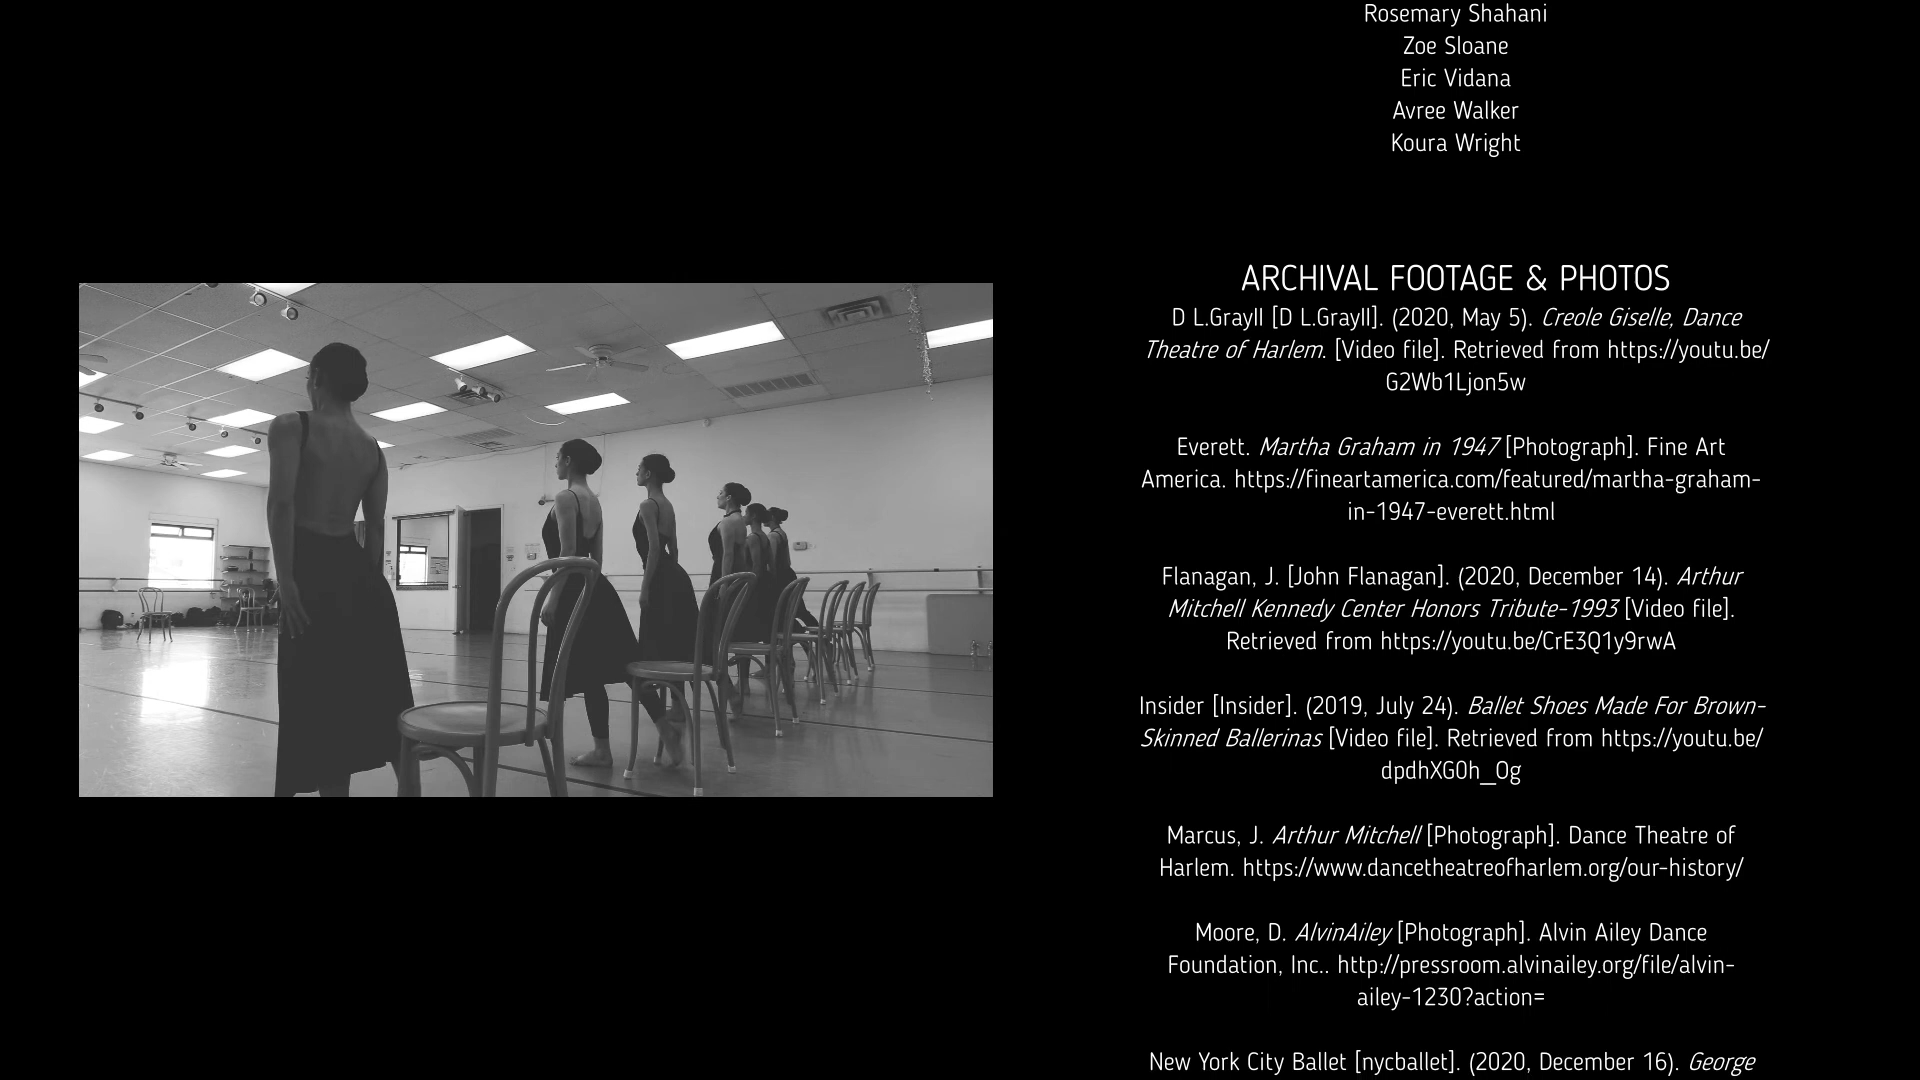 Rosemary Shahani
Zoe Sloane
Eric Vidana
Avree Walker
Koura Wright
ARCHIVAL FOOTAGE & PHOTOS
D L.GrayII [D L.GrayII]. (2020, May 5). Creole Giselle, Dance
Theatre of Harlem. [Video file]. Retrieved from https://youtu.be/
G2Wb1Ljon5w
Everett. Martha Graham in 1947 [Photograph]. Fine Art
America. https://fineartamerica.com/featured/martha-graham-
in-1947-everett.html
Flanagan, J. [John Flanagan]. (2020, December 14). Arthur
Mitchell Kennedy Center Honors Tribute-1993 [Video file].
Retrieved from https://youtu.be/CrE3Q1y9rwA
Insider [Insider]. (2019, July 24). Ballet Shoes Made For Brown-
Skinned Ballerinas [Video file]. Retrieved from https://youtu.be/
dpdhXG0h_Og
Marcus, J. Arthur Mitchell [Photograph]. Dance Theatre of
Harlem. https://www.dancetheatreofharlem.org/our-history/
Moore, D. AlvinAiley [Photograph]. Alvin Ailey Dance
Foundation, Inc.. http://pressroom.alvinailey.org/file/alvin-
ailey-1230?action=
New York City Ballet [nycballet]. (2020, December 16). George